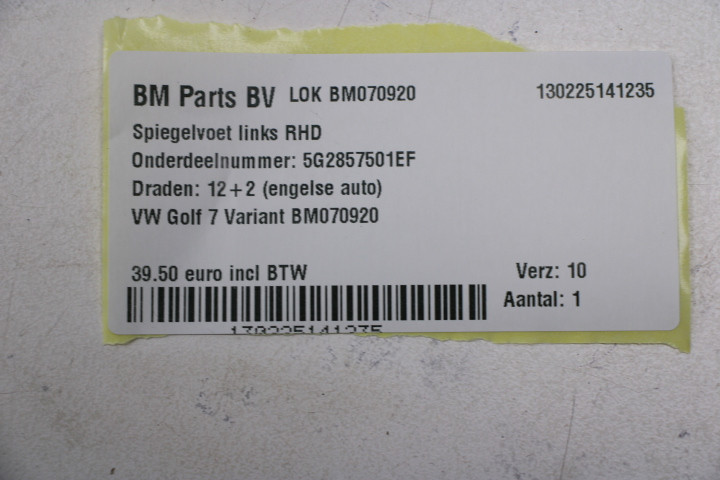 BM Parts BV LOK BM070920 130225141235
Spiegelvoet links RHD
Onderdeelnummer: 5G2857501EF
Draden: 12+2 (engelse auto)
VW Golf 7 Variant BM070920
39.50 euro incl BTW Verz: 10
Aantal: 1
130225141235